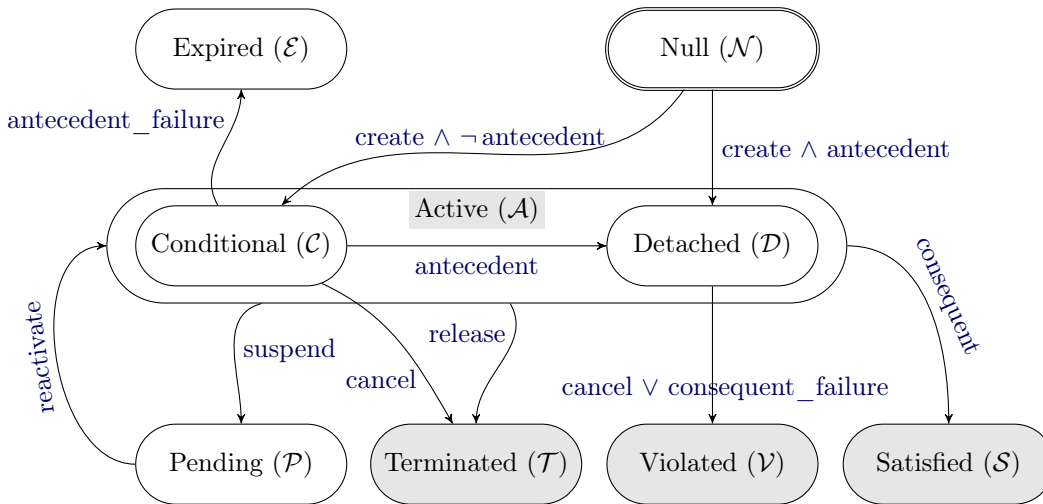 Expired (ℰ)
Null (𝒩)
antecedent_failure
create ∧ ¬ antecedent
create ∧ antecedent
Active (𝒜)
Conditional (𝒞)
antecedent
Detached (𝒟)
consequent
reactivate
suspend
release
cancel
cancel ∨ consequent_failure
Pending (𝒫)
Terminated (𝒯)
Violated (𝒱)
Satisfied (𝒮)